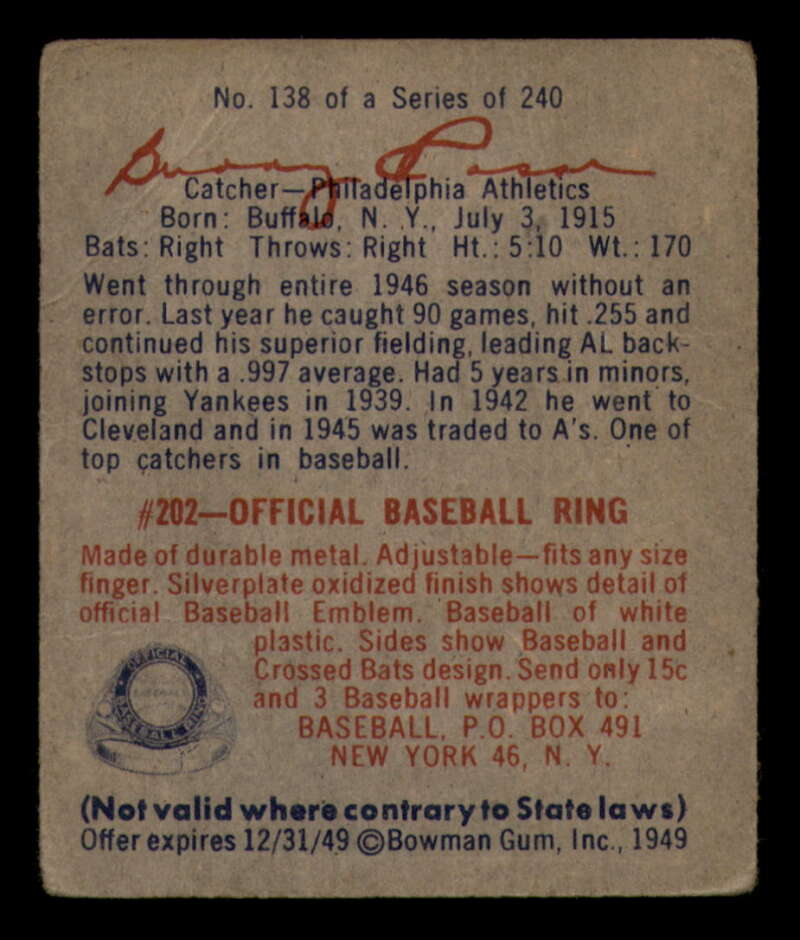 No. 138 of a Series of 240
Buddy Rosar
Catcher—Philadelphia Athletics
Born: Buffalo, N. Y., July 3, 1915
Bats: Right Throws: Right Ht.: 5:10 Wt.: 170
Went through entire 1946 season without an
error. Last year he caught 90 games, hit .255 and
continued his superior fielding, leading AL back-
stops with a .997 average. Had 5 years in minors,
joining Yankees in 1939. In 1942 he went to
Cleveland and in 1945 was traded to A's. One of
top catchers in baseball.
#202—OFFICIAL BASEBALL RING
Made of durable metal. Adjustable—fits any size
finger. Silverplate oxidized finish shows detail of
official Baseball Emblem. Baseball of white
plastic. Sides show Baseball and
Crossed Bats design. Send only 15c
and 3 Baseball wrappers to:
BASEBALL, P.O. BOX 491
NEW YORK 46, N. Y.
OFFICIAL
BASEBALL
BASEBALL RING
(Not valid where contrary to State laws)
Offer expires 12/31/49 ©Bowman Gum, Inc., 1949